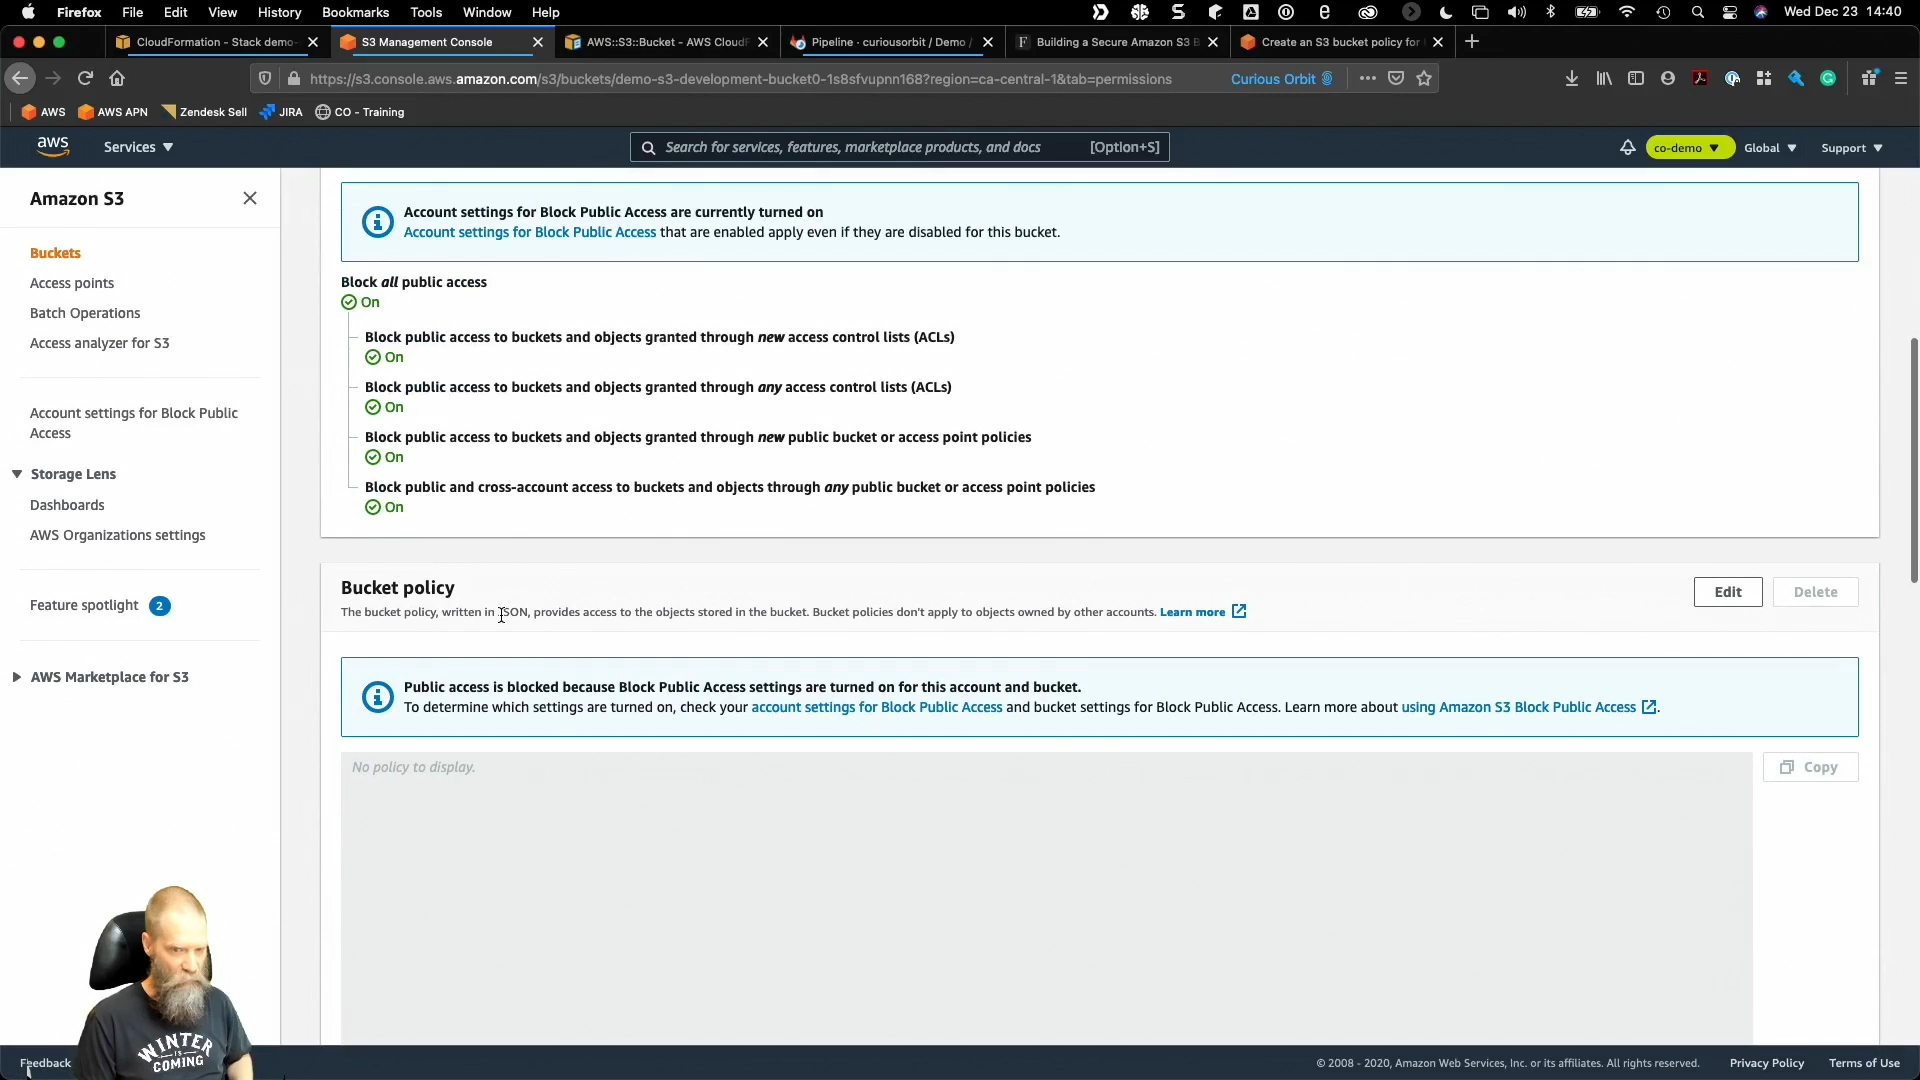 Firefox File Edit View History Bookmarks Tools Window Help Wed Dec 23 14:40
CloudFormation - Stack demo- S3 Management Console AWS::S3::Bucket - AWS CloudF Pipeline · curiousorbit / Demo / Building a Secure Amazon S3 B Create an S3 bucket policy for
https://s3.console.aws.amazon.com/s3/buckets/demo-s3-development-bucket0-1s8sfvupnn168?region=ca-central-1&tab=permissions Curious Orbit
AWS AWS APN Zendesk Sell JIRA CO - Training
aws Services Search for services, features, marketplace products, and docs [Option+S] co-demo Global Support
Amazon S3
Buckets
Access points
Batch Operations
Access analyzer for S3
Account settings for Block Public
Access
Storage Lens
Dashboards
AWS Organizations settings
Feature spotlight 2
AWS Marketplace for S3
Account settings for Block Public Access are currently turned on
Account settings for Block Public Access that are enabled apply even if they are disabled for this bucket.
Block all public access
On
Block public access to buckets and objects granted through new access control lists (ACLs)
On
Block public access to buckets and objects granted through any access control lists (ACLs)
On
Block public access to buckets and objects granted through new public bucket or access point policies
On
Block public and cross-account access to buckets and objects through any public bucket or access point policies
On
Bucket policy
Edit Delete
The bucket policy, written in JSON, provides access to the objects stored in the bucket. Bucket policies don't apply to objects owned by other accounts. Learn more
Public access is blocked because Block Public Access settings are turned on for this account and bucket.
To determine which settings are turned on, check your account settings for Block Public Access and bucket settings for Block Public Access. Learn more about using Amazon S3 Block Public Access.
No policy to display.
Copy
WINTER
IS
COMING
Feedback
© 2008 - 2020, Amazon Web Services, Inc. or its affiliates. All rights reserved. Privacy Policy Terms of Use